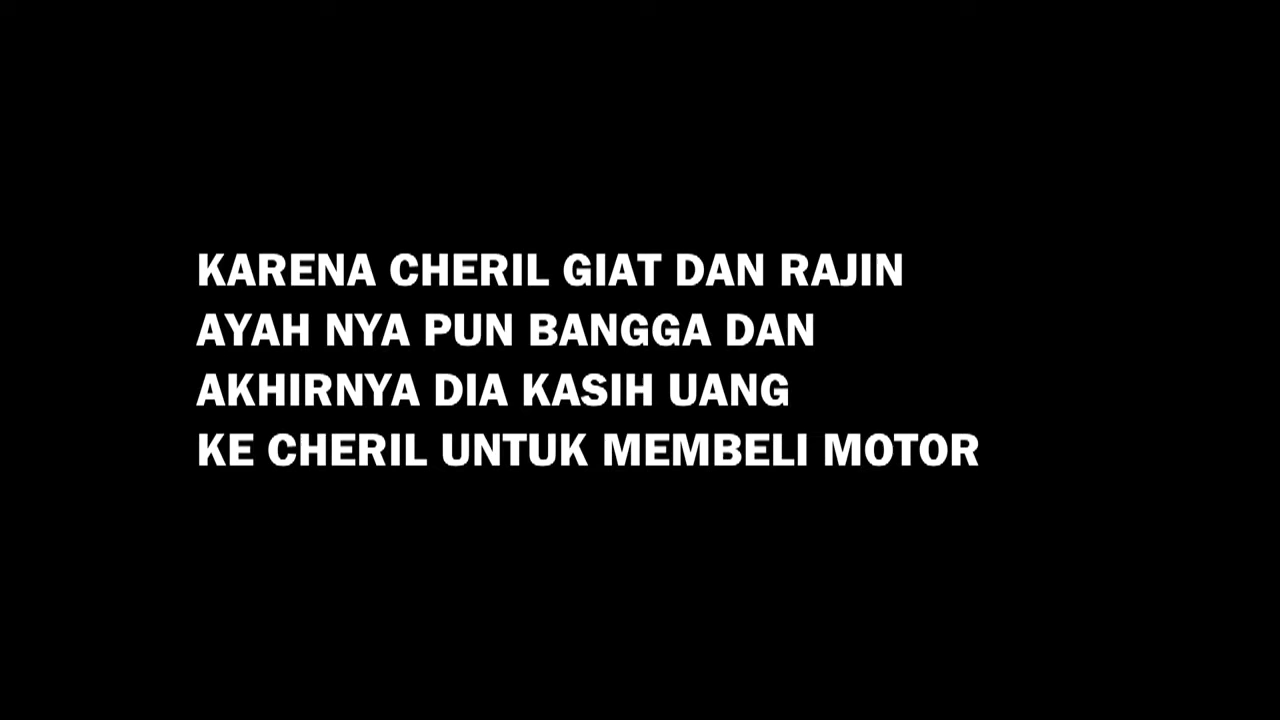 KARENA CHERIL GIAT DAN RAJIN
AYAH NYA PUN BANGGA DAN
AKHIRNYA DIA KASIH UANG
KE CHERIL UNTUK MEMBELI MOTOR